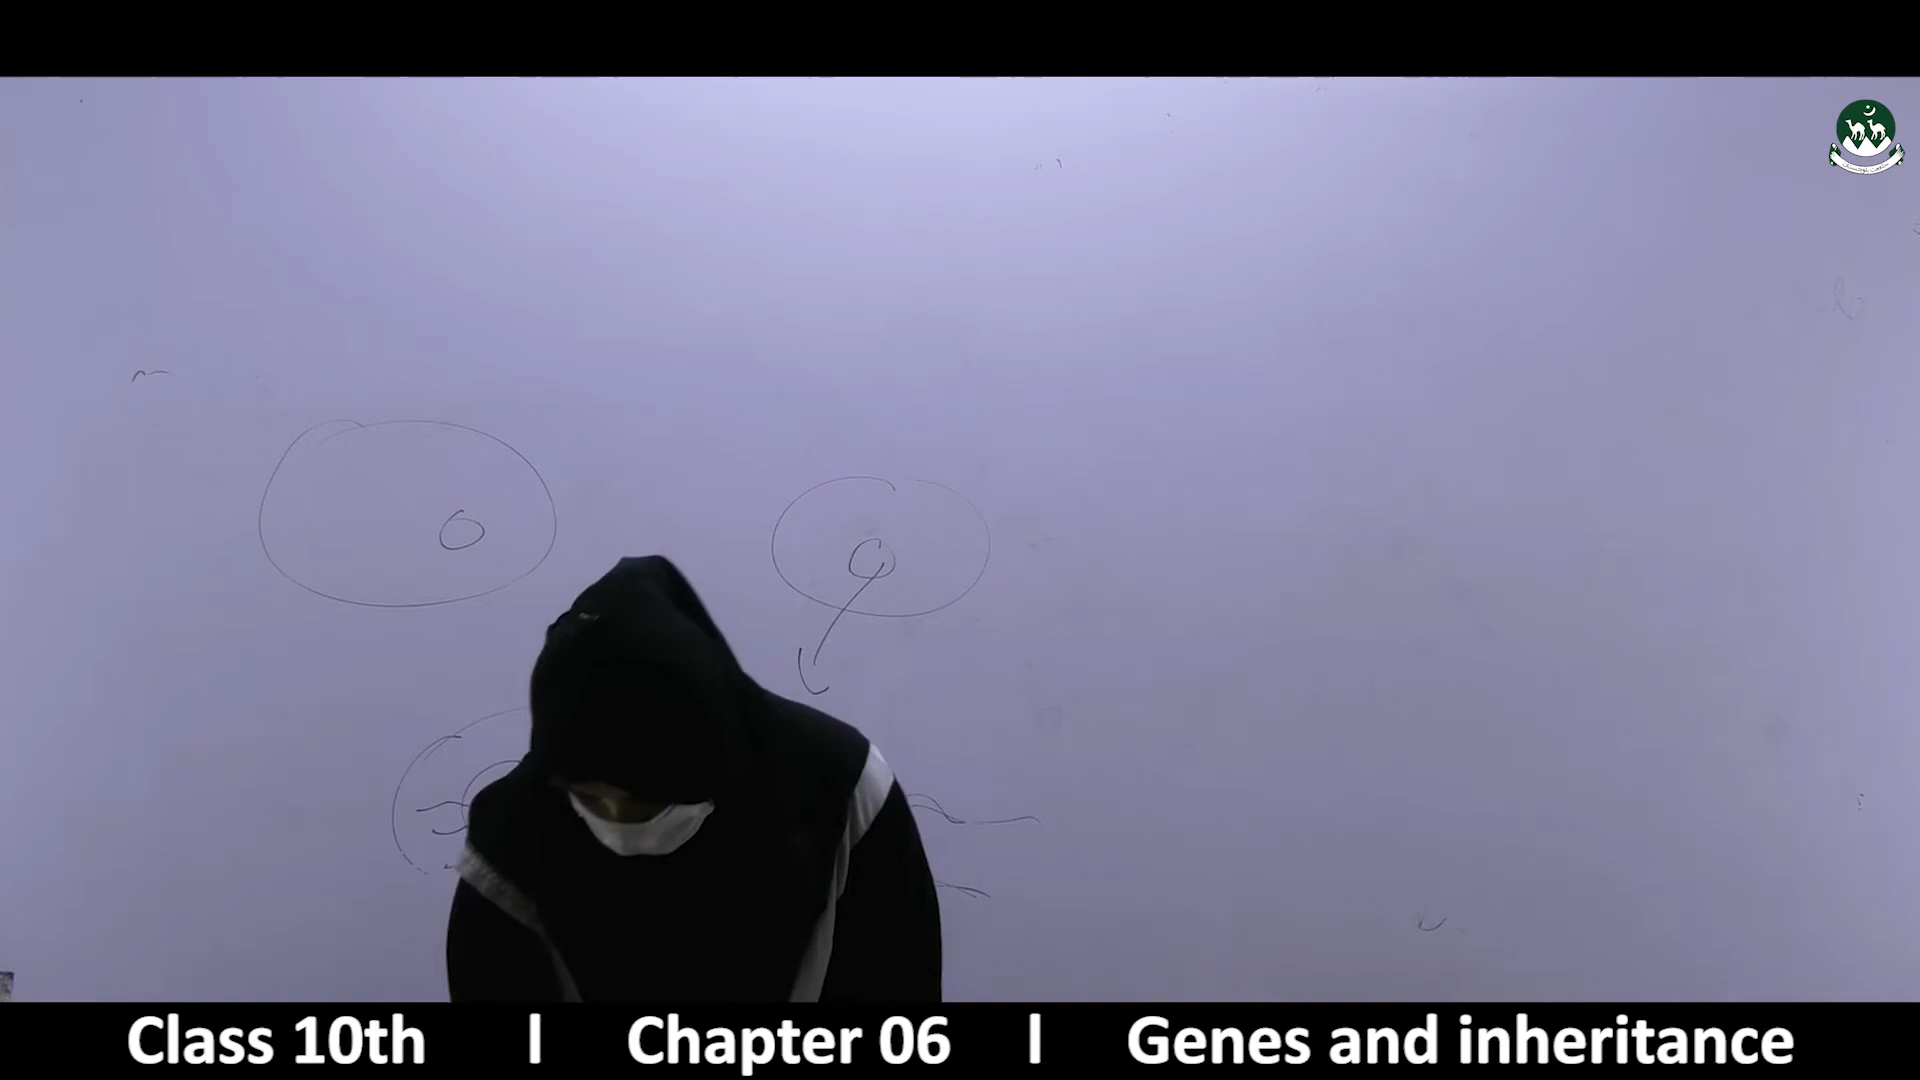 Class 10th | Chapter 06 | Genes and inheritance